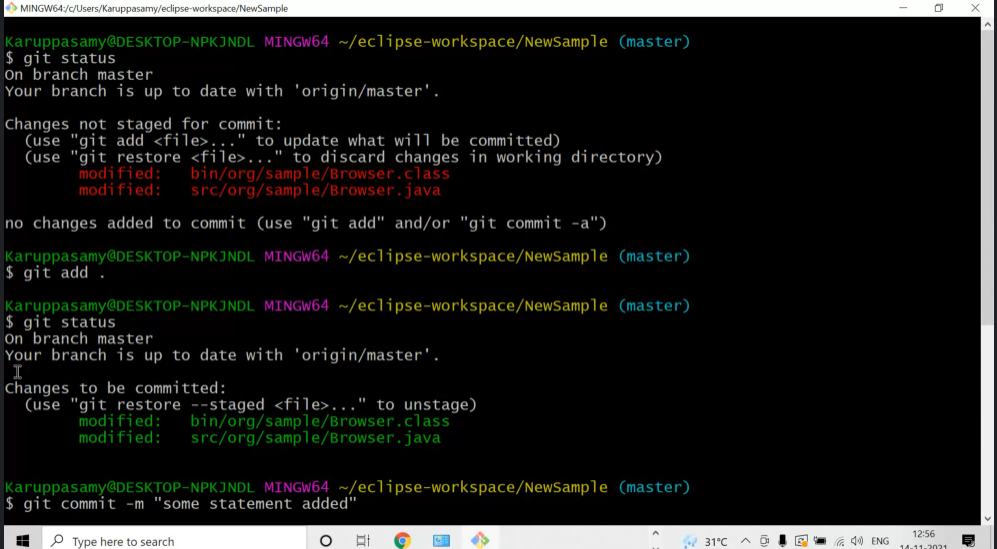 MINGW64:/c/Users/Karuppasamy/eclipse-workspace/NewSample
Karuppasamy@DESKTOP-NPKJNDL MINGW64 ~/eclipse-workspace/NewSample (master)
$ git status
On branch master
Your branch is up to date with 'origin/master'.
Changes not staged for commit:
(use "git add <file>..." to update what will be committed)
(use "git restore <file>..." to discard changes in working directory)
modified: bin/org/sample/Browser.class
modified: src/org/sample/Browser.java
no changes added to commit (use "git add" and/or "git commit -a")
Karuppasamy@DESKTOP-NPKJNDL MINGW64 ~/eclipse-workspace/NewSample (master)
$ git add .
Karuppasamy@DESKTOP-NPKJNDL MINGW64 ~/eclipse-workspace/NewSample (master)
$ git status
On branch master
Your branch is up to date with 'origin/master'.
Changes to be committed:
(use "git restore --staged <file>..." to unstage)
modified: bin/org/sample/Browser.class
modified: src/org/sample/Browser.java
Karuppasamy@DESKTOP-NPKJNDL MINGW64 ~/eclipse-workspace/NewSample (master)
$ git commit -m "some statement added"
Type here to search
31°C
ENG
12:56
14-11-2021